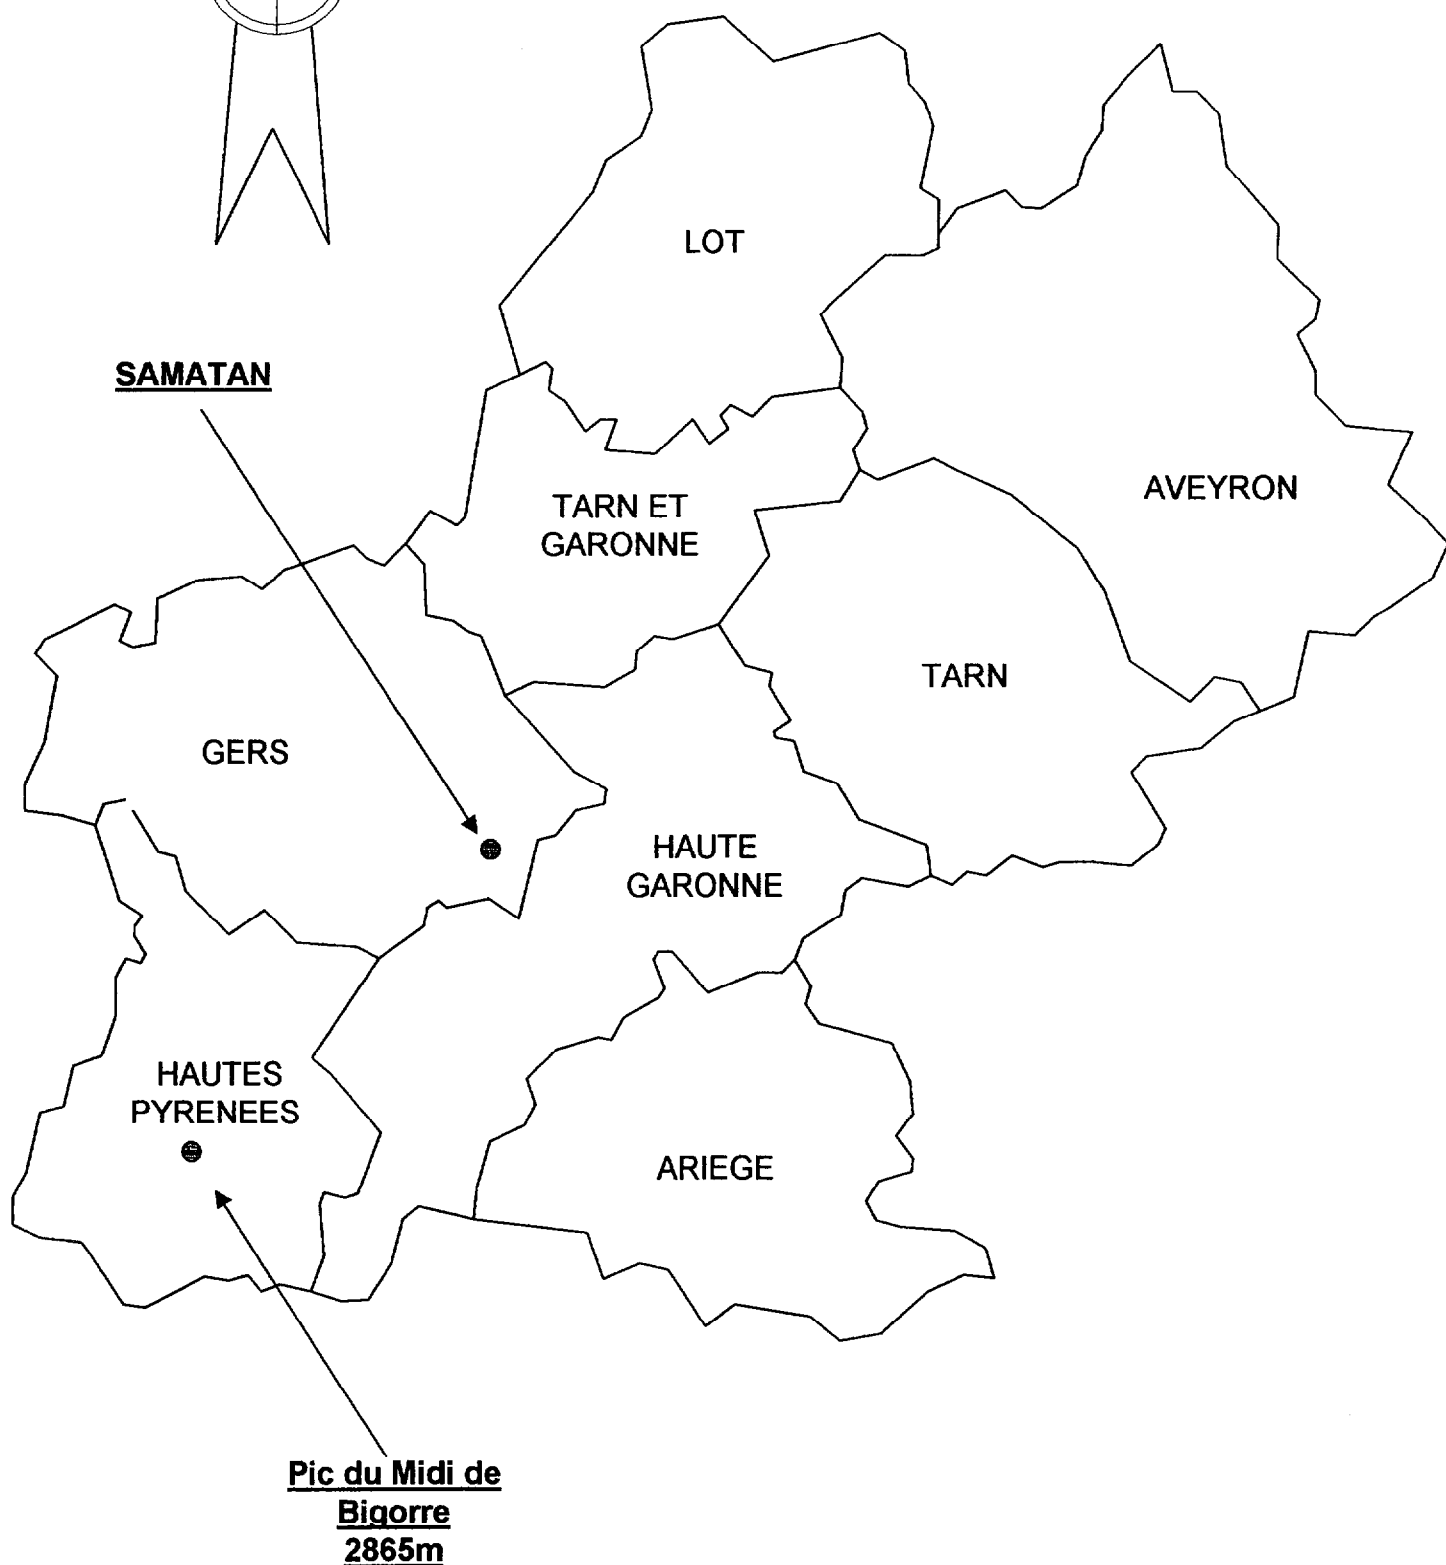 LOT
SAMATAN
AVEYRON
TARN ET
GARONNE
TARN
GERS
HAUTE
GARONNE
HAUTES
PYRENEES
ARIEGE
Pic du Midi de
Bigorre
2865m